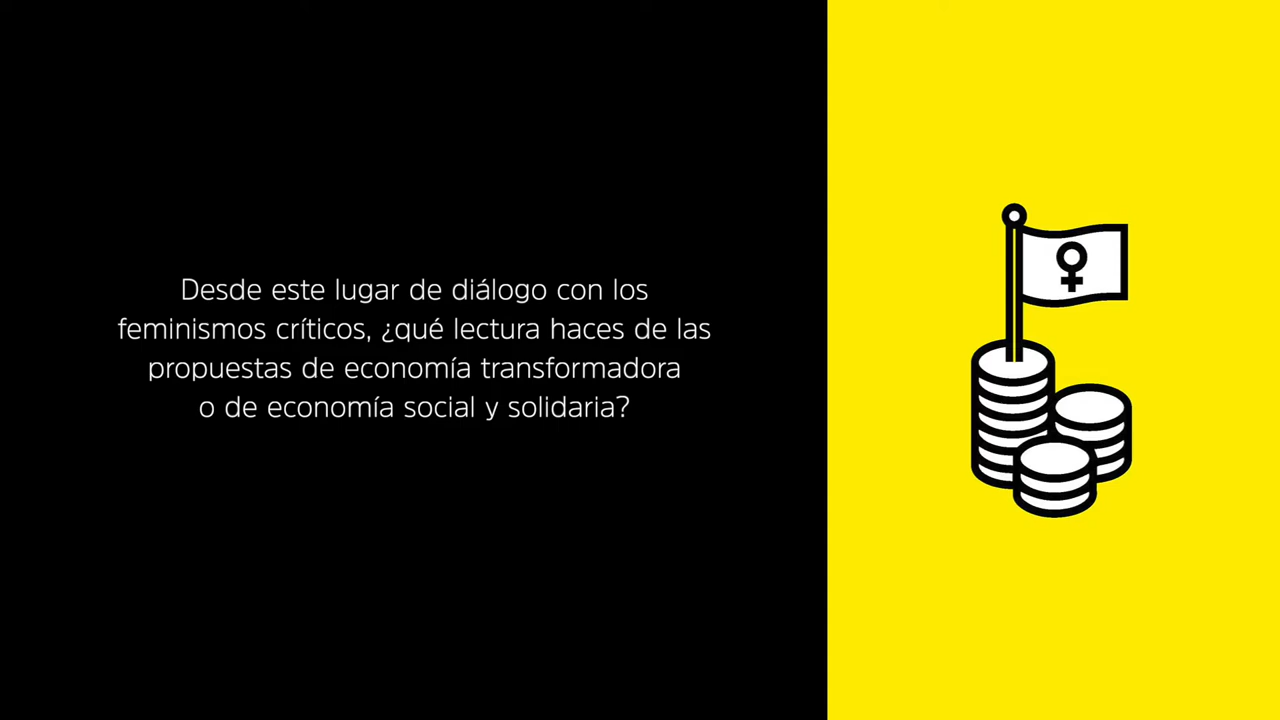 Desde este lugar de diálogo con los
feminismos críticos, ¿qué lectura haces de las
propuestas de economía transformadora
o de economía social y solidaria?